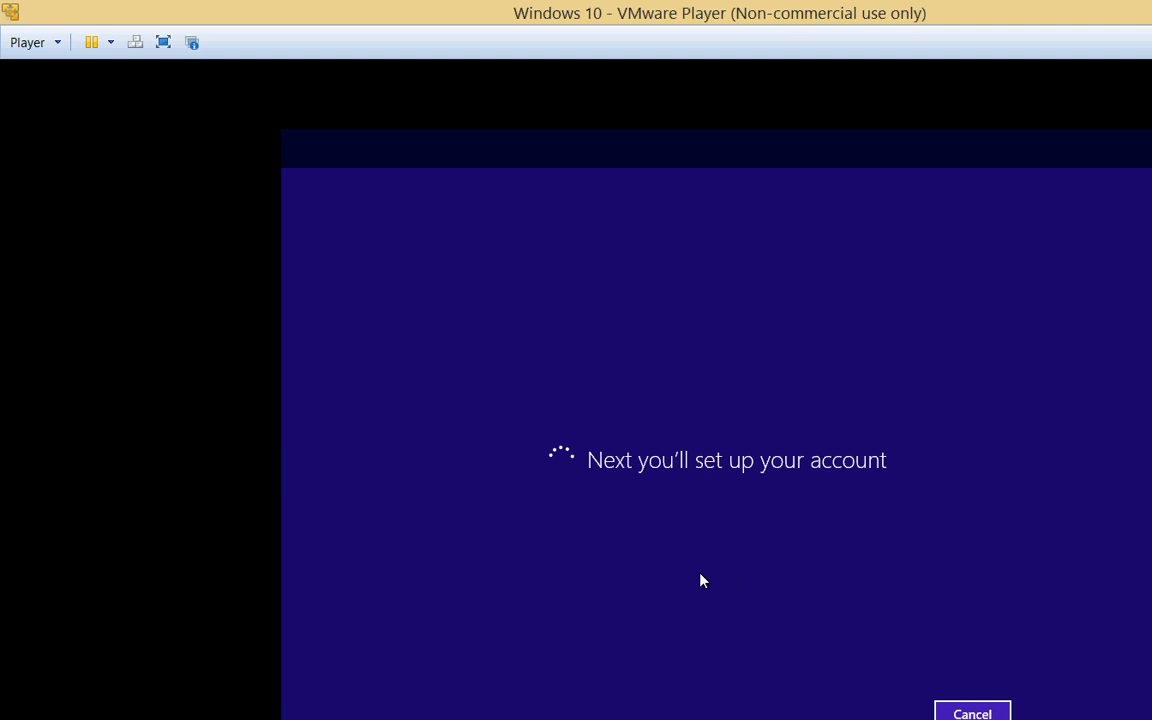 Windows 10 - VMware Player (Non-commercial use only)
Player
Next you'll set up your account
Cancel